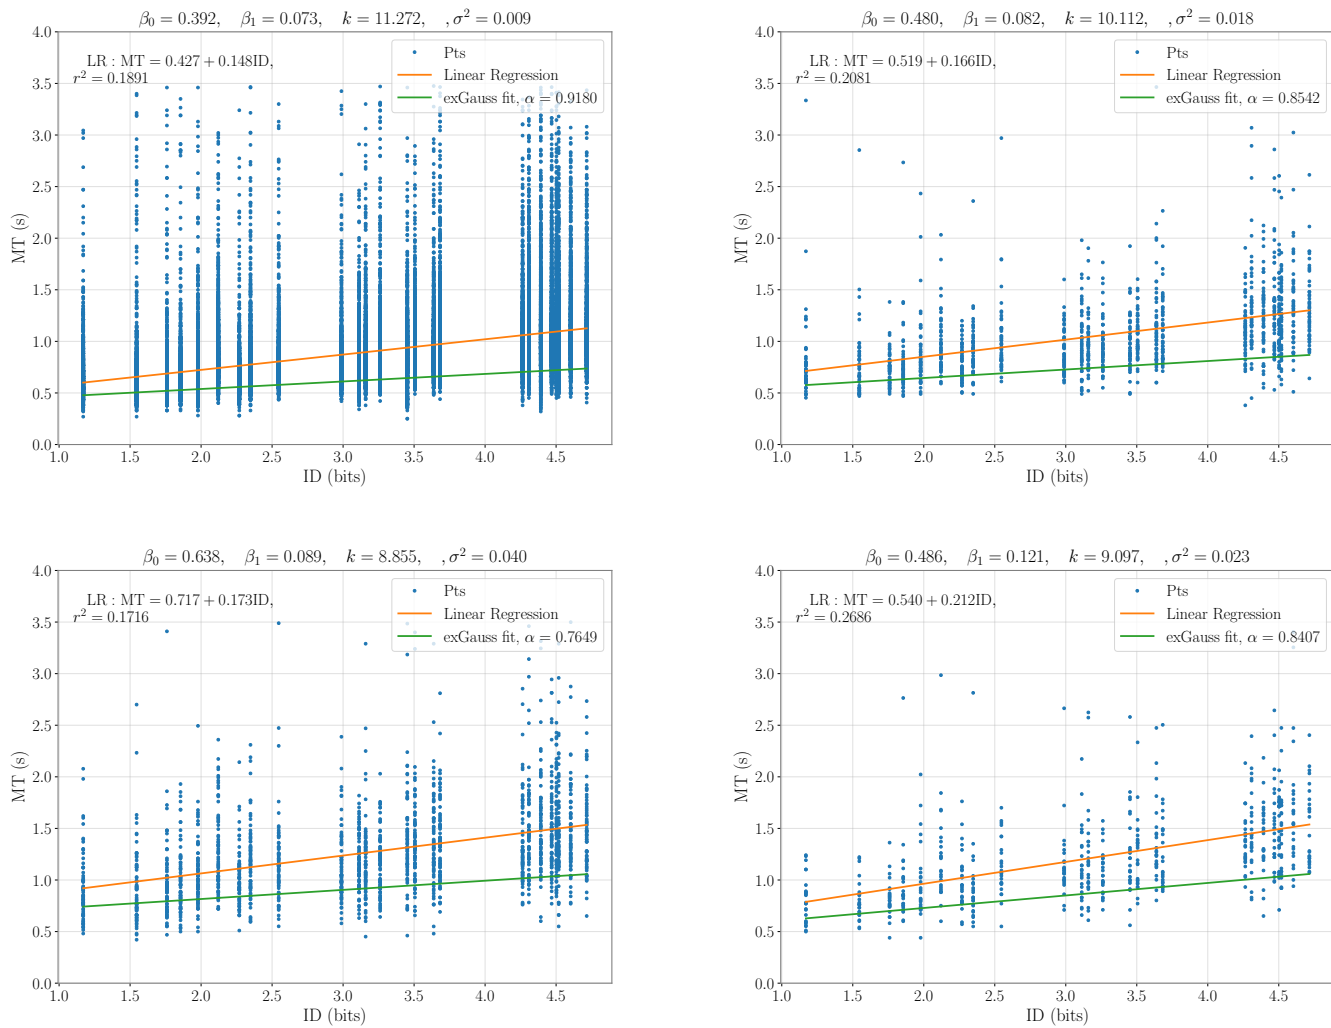 β₀ = 0.392, β₁ = 0.073, k = 11.272, , σ² = 0.009
LR : MT = 0.427 + 0.148ID,
r² = 0.1891
Pts
Linear Regression
exGauss fit, α = 0.9180
4.0
3.5
3.0
2.5
2.0
1.5
1.0
0.5
0.0
MT (s)
1.0 1.5 2.0 2.5 3.0 3.5 4.0 4.5
ID (bits)
β₀ = 0.480, β₁ = 0.082, k = 10.112, , σ² = 0.018
LR : MT = 0.519 + 0.166ID,
r² = 0.2081
Pts
Linear Regression
exGauss fit, α = 0.8542
4.0
3.5
3.0
2.5
2.0
1.5
1.0
0.5
0.0
MT (s)
1.0 1.5 2.0 2.5 3.0 3.5 4.0 4.5
ID (bits)
β₀ = 0.638, β₁ = 0.089, k = 8.855, , σ² = 0.040
LR : MT = 0.717 + 0.173ID,
r² = 0.1716
Pts
Linear Regression
exGauss fit, α = 0.7649
4.0
3.5
3.0
2.5
2.0
1.5
1.0
0.5
0.0
MT (s)
1.0 1.5 2.0 2.5 3.0 3.5 4.0 4.5
ID (bits)
β₀ = 0.486, β₁ = 0.121, k = 9.097, , σ² = 0.023
LR : MT = 0.540 + 0.212ID,
r² = 0.2686
Pts
Linear Regression
exGauss fit, α = 0.8407
4.0
3.5
3.0
2.5
2.0
1.5
1.0
0.5
0.0
MT (s)
1.0 1.5 2.0 2.5 3.0 3.5 4.0 4.5
ID (bits)